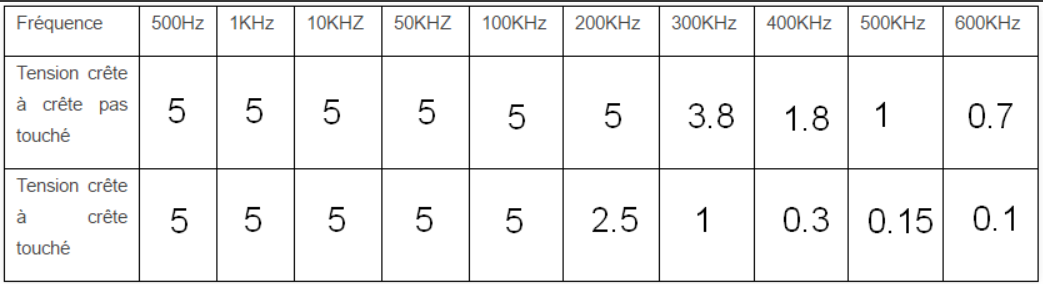 Fréquence 500Hz 1KHz 10KHZ 50KHZ 100KHz 200KHz 300KHz 400KHz 500KHz 600KHz
Tension crête
à crête pas
touché
5 5 5 5 5 5 3.8 1.8 1 0.7
Tension crête
à crête
touché
5 5 5 5 5 2.5 1 0.3 0.15 0.1